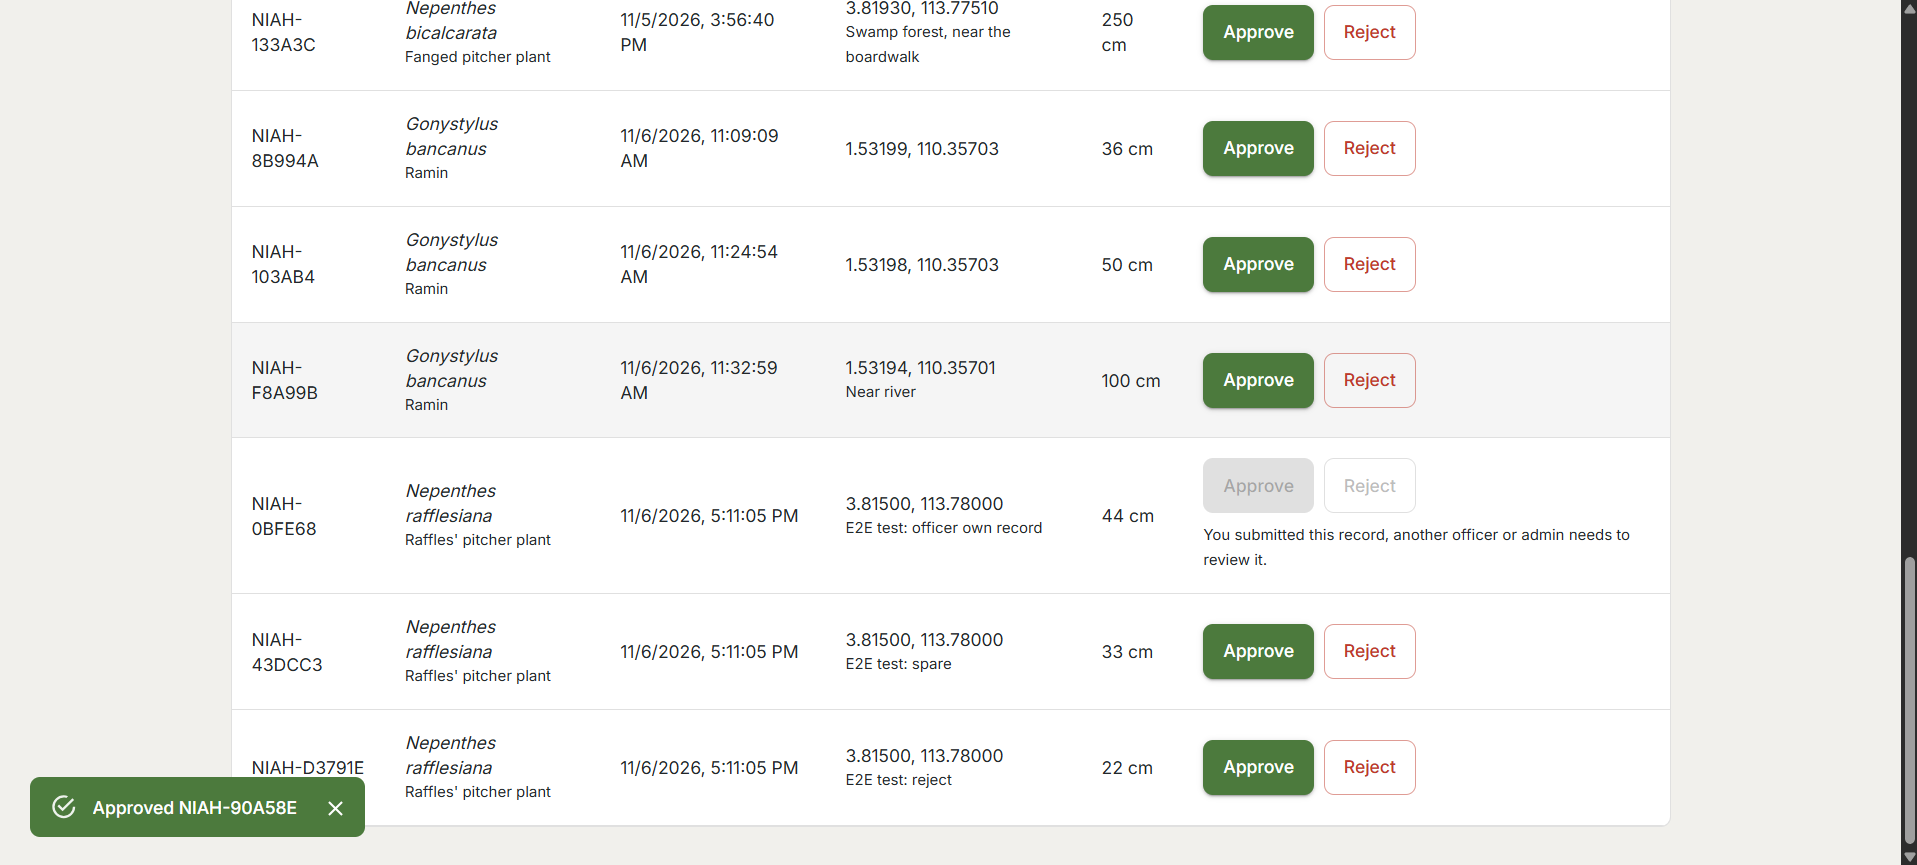 NIAH-
133A3C
Nepenthes
bicalcarata
Fanged pitcher plant
11/5/2026, 3:56:40
PM
3.81930, 113.77510
Swamp forest, near the
boardwalk
250
cm
Approve
Reject
NIAH-
8B994A
Gonystylus
bancanus
Ramin
11/6/2026, 11:09:09
AM
1.53199, 110.35703
36 cm
Approve
Reject
NIAH-
103AB4
Gonystylus
bancanus
Ramin
11/6/2026, 11:24:54
AM
1.53198, 110.35703
50 cm
Approve
Reject
NIAH-
F8A99B
Gonystylus
bancanus
Ramin
11/6/2026, 11:32:59
AM
1.53194, 110.35701
Near river
100 cm
Approve
Reject
NIAH-
0BFE68
Nepenthes
rafflesiana
Raffles' pitcher plant
11/6/2026, 5:11:05 PM
3.81500, 113.78000
E2E test: officer own record
44 cm
Approve
Reject
You submitted this record, another officer or admin needs to
review it.
NIAH-
43DCC3
Nepenthes
rafflesiana
Raffles' pitcher plant
11/6/2026, 5:11:05 PM
3.81500, 113.78000
E2E test: spare
33 cm
Approve
Reject
NIAH-D3791E
Nepenthes
rafflesiana
Raffles' pitcher plant
11/6/2026, 5:11:05 PM
3.81500, 113.78000
E2E test: reject
22 cm
Approve
Reject
Approved NIAH-90A58E